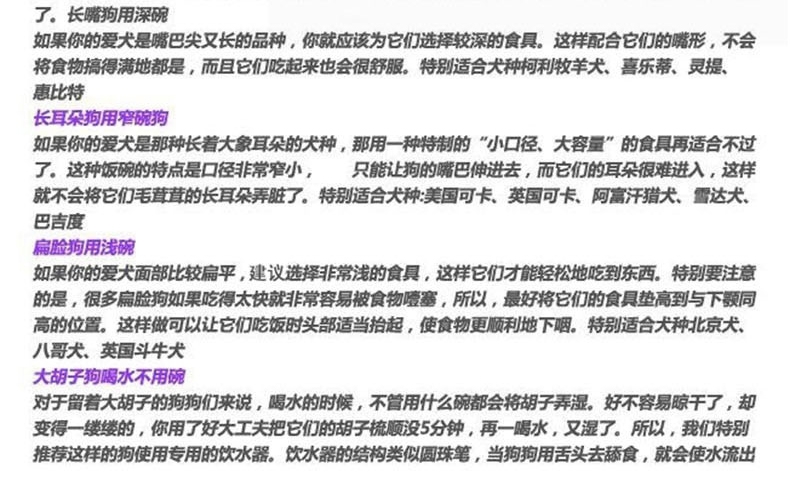 了。长嘴狗用深碗
如果你的爱犬是嘴巴尖又长的品种，你就应该为它们选择较深的食具。这样配合它们的嘴形，不会
将食物搞得满地都是，而且它们吃起来也会很舒服。特别适合犬种柯利牧羊犬、喜乐蒂、灵提、
惠比特
长耳朵狗用窄碗狗
如果你的爱犬是那种长着大象耳朵的犬种，那用一种特制的“小口径、大容量”的食具再适合不过
了。这种饭碗的特点是口径非常窄小， 只能让狗的嘴巴伸进去，而它们的耳朵很难进入，这样
就不会将它们毛茸茸的长耳朵弄脏了。特别适合犬种:美国可卡、英国可卡、阿富汗猎犬、雪达犬、
巴吉度
扁脸狗用浅碗
如果你的爱犬面部比较扁平，建议选择非常浅的食具，这样它们才能轻松地吃到东西。特别要注意
的是，很多扁脸狗如果吃得太快就非常容易被食物噎塞，所以，最好将它们的食具垫高到与下颚同
高的位置。这样做可以让它们吃饭时头部适当抬起，使食物更顺利地下咽。特别适合犬种北京犬、
八哥犬、英国斗牛犬
大胡子狗喝水不用碗
对于留着大胡子的狗狗们来说，喝水的时候，不管用什么碗都会将胡子弄湿。好不容易晾干了，却
变得一缕缕的，你用了好大工夫把它们的胡子梳顺没5分钟，再一喝水，又湿了。所以，我们特别
推荐这样的狗使用专用的饮水器。饮水器的结构类似圆珠笔，当狗狗用舌头去舔食，就会使水流出